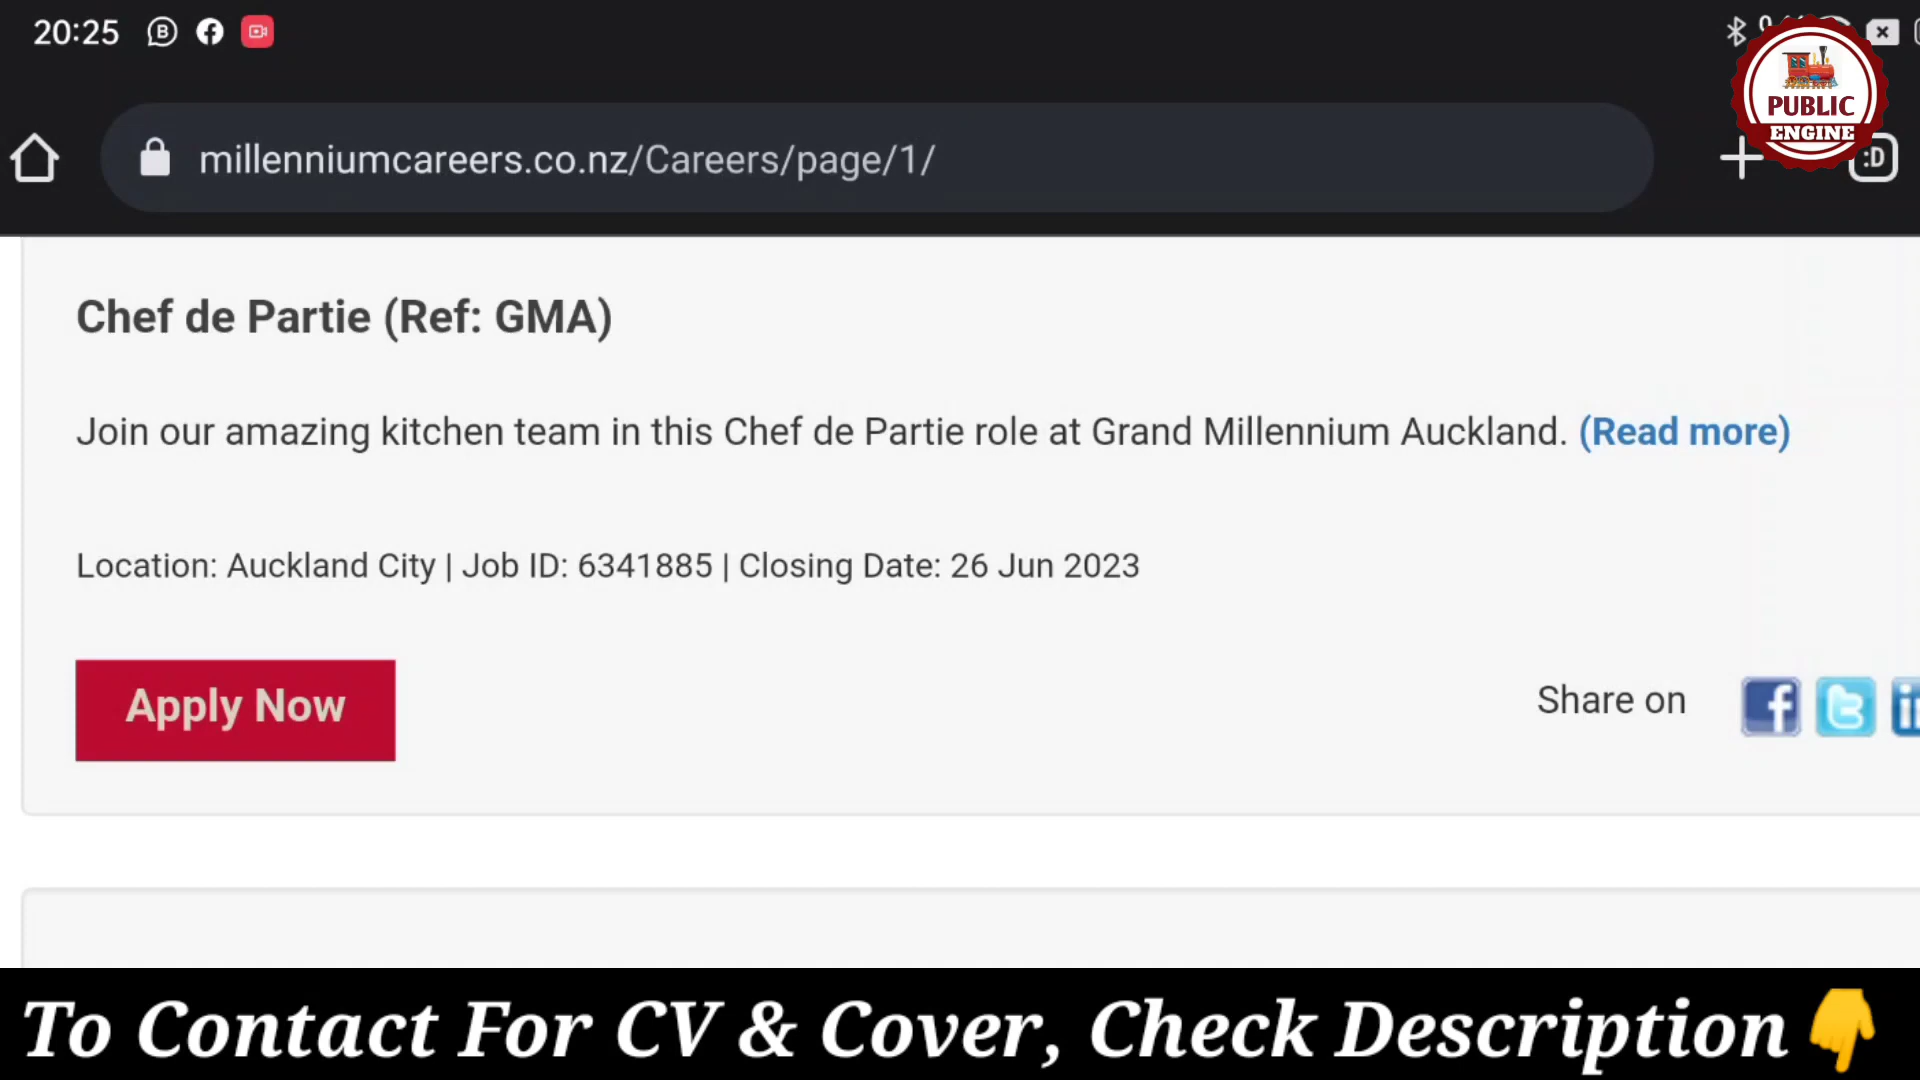 20:25
PUBLIC
ENGINE
:D
millenniumcareers.co.nz/Careers/page/1/
Chef de Partie (Ref: GMA)
Join our amazing kitchen team in this Chef de Partie role at Grand Millennium Auckland. (Read more)
Location: Auckland City | Job ID: 6341885 | Closing Date: 26 Jun 2023
Apply Now
Share on
To Contact For CV & Cover, Check Description